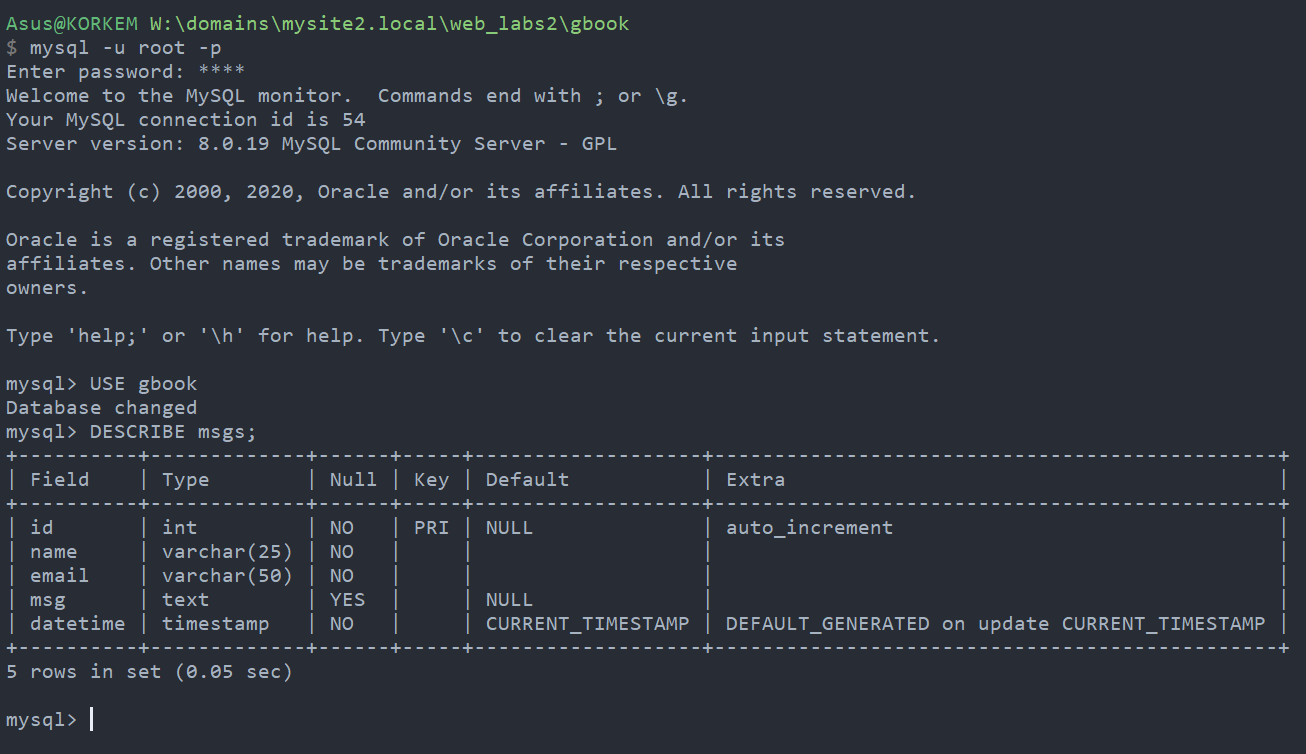 Asus@KORKEM W:\domains\mysite2.local\web_labs2\gbook
$ mysql -u root -p
Enter password: ****
Welcome to the MySQL monitor.  Commands end with ; or \g.
Your MySQL connection id is 54
Server version: 8.0.19 MySQL Community Server - GPL

Copyright (c) 2000, 2020, Oracle and/or its affiliates. All rights reserved.

Oracle is a registered trademark of Oracle Corporation and/or its
affiliates. Other names may be trademarks of their respective
owners.

Type 'help;' or '\h' for help. Type '\c' to clear the current input statement.

mysql> USE gbook
Database changed
mysql> DESCRIBE msgs;
+----------+-------------+------+-----+-------------------+-----------------------------------------------+
| Field    | Type        | Null | Key | Default           | Extra                                         |
+----------+-------------+------+-----+-------------------+-----------------------------------------------+
| id       | int         | NO   | PRI | NULL              | auto_increment                                |
| name     | varchar(25) | NO   |     |                   |                                               |
| email    | varchar(50) | NO   |     |                   |                                               |
| msg      | text        | YES  |     | NULL              |                                               |
| datetime | timestamp   | NO   |     | CURRENT_TIMESTAMP | DEFAULT_GENERATED on update CURRENT_TIMESTAMP |
+----------+-------------+------+-----+-------------------+-----------------------------------------------+
5 rows in set (0.05 sec)

mysql>